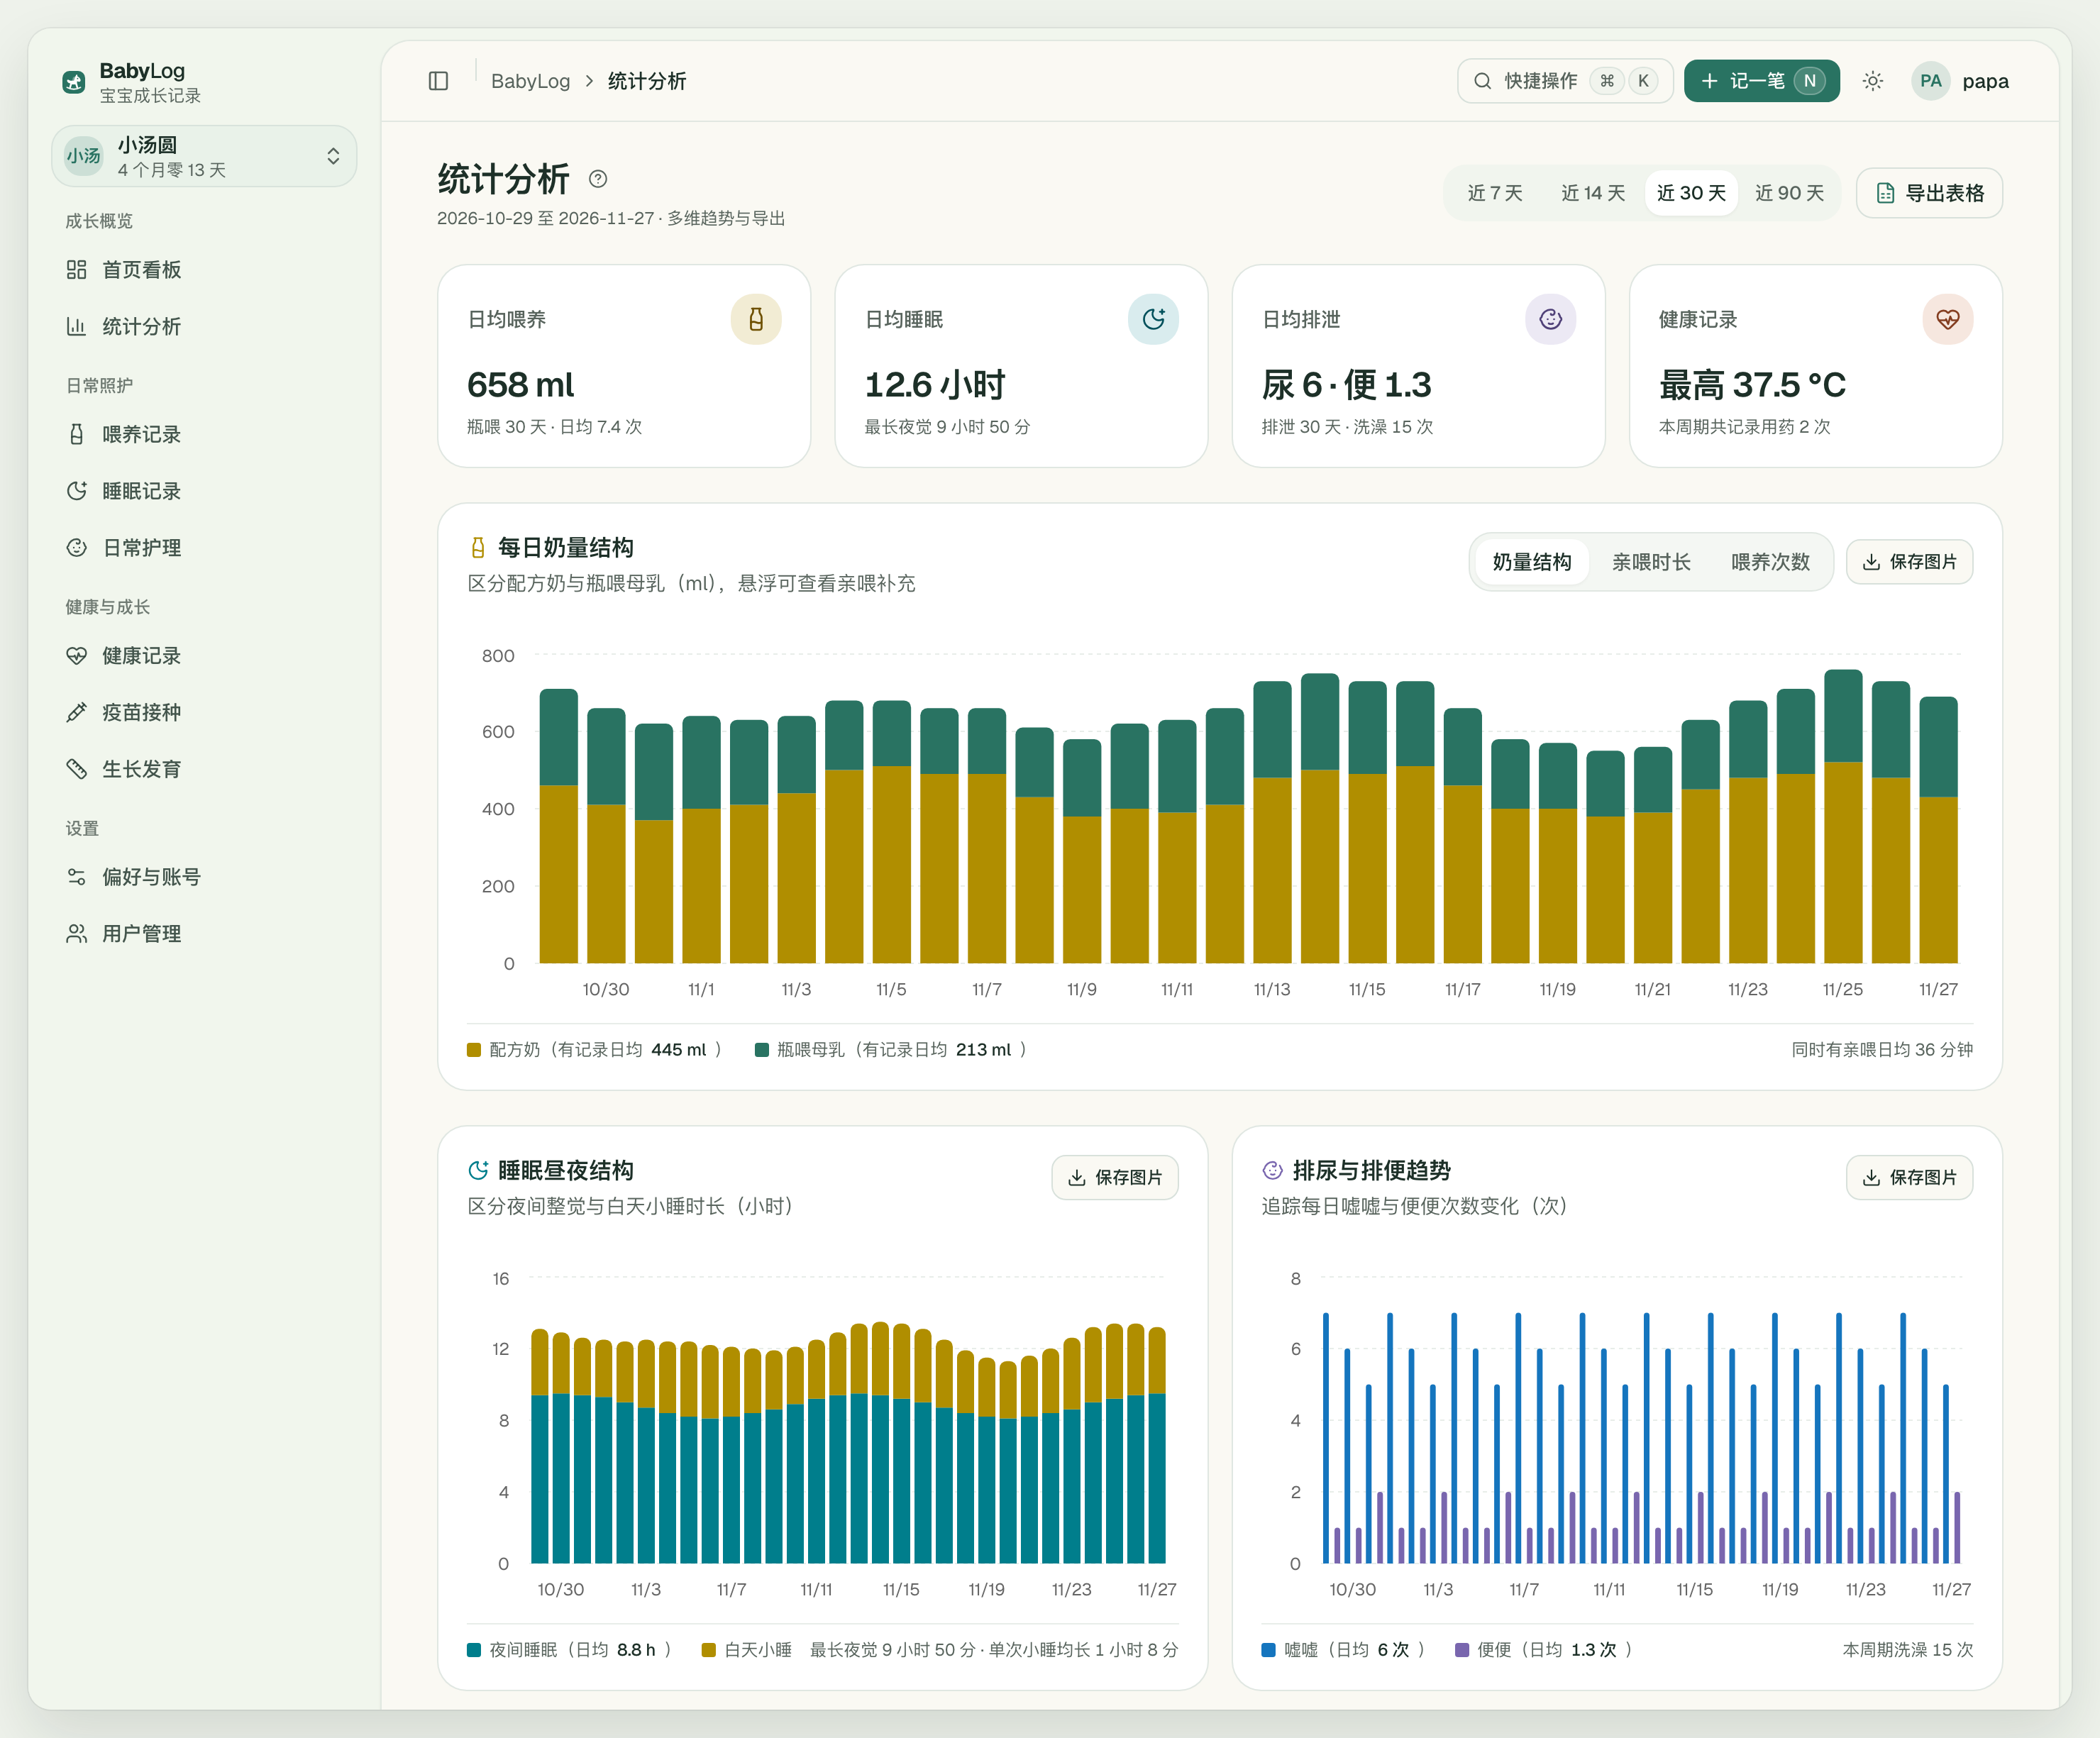 BabyLog
宝宝成长记录
小汤
小汤圆
4 个月零 13 天
成长概览
首页看板
统计分析
日常照护
喂养记录
睡眠记录
日常护理
健康与成长
健康记录
疫苗接种
生长发育
设置
偏好与账号
用户管理
BabyLog > 统计分析
快捷操作 ⌘ K
+ 记一笔 N
PA papa
统计分析
2026-10-29 至 2026-11-27 · 多维趋势与导出
近 7 天 近 14 天 近 30 天 近 90 天
导出表格
日均喂养
658 ml
瓶喂 30 天 · 日均 7.4 次
日均睡眠
12.6 小时
最长夜觉 9 小时 50 分
日均排泄
尿 6 · 便 1.3
排泄 30 天 · 洗澡 15 次
健康记录
最高 37.5 °C
本周期共记录用药 2 次
每日奶量结构
区分配方奶与瓶喂母乳（ml），悬浮可查看亲喂补充
奶量结构 亲喂时长 喂养次数
保存图片
800
600
400
200
0
10/30 11/1 11/3 11/5 11/7 11/9 11/11 11/13 11/15 11/17 11/19 11/21 11/23 11/25 11/27
配方奶（有记录日均 445 ml ） 瓶喂母乳（有记录日均 213 ml ）
同时有亲喂日均 36 分钟
睡眠昼夜结构
区分夜间整觉与白天小睡时长（小时）
保存图片
16
12
8
4
0
10/30 11/3 11/7 11/11 11/15 11/19 11/23 11/27
夜间睡眠（日均 8.8 h ） 白天小睡 最长夜觉 9 小时 50 分 · 单次小睡均长 1 小时 8 分
排尿与排便趋势
追踪每日嘘嘘与便便次数变化（次）
保存图片
8
6
4
2
0
10/30 11/3 11/7 11/11 11/15 11/19 11/23 11/27
嘘嘘（日均 6 次 ） 便便（日均 1.3 次 ）
本周期洗澡 15 次